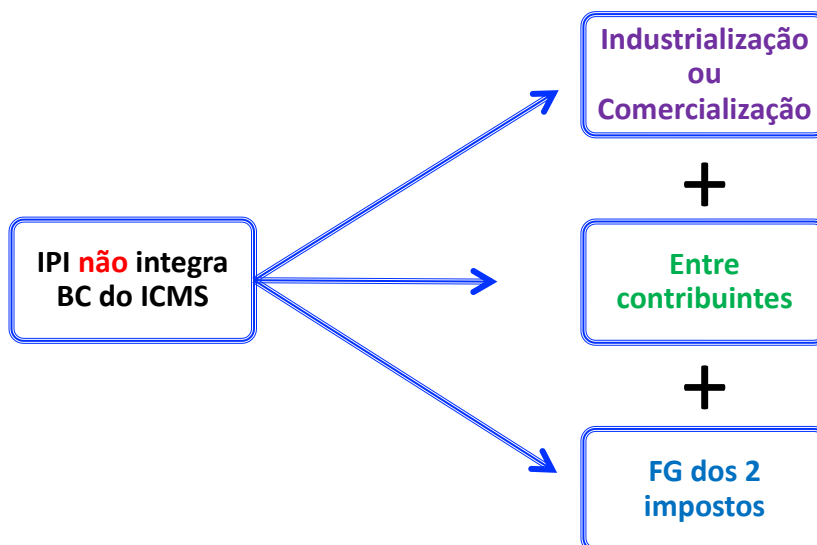 IPI não integra
BC do ICMS
Industrialização
ou
Comercialização
+
Entre
contribuintes
+
FG dos 2
impostos